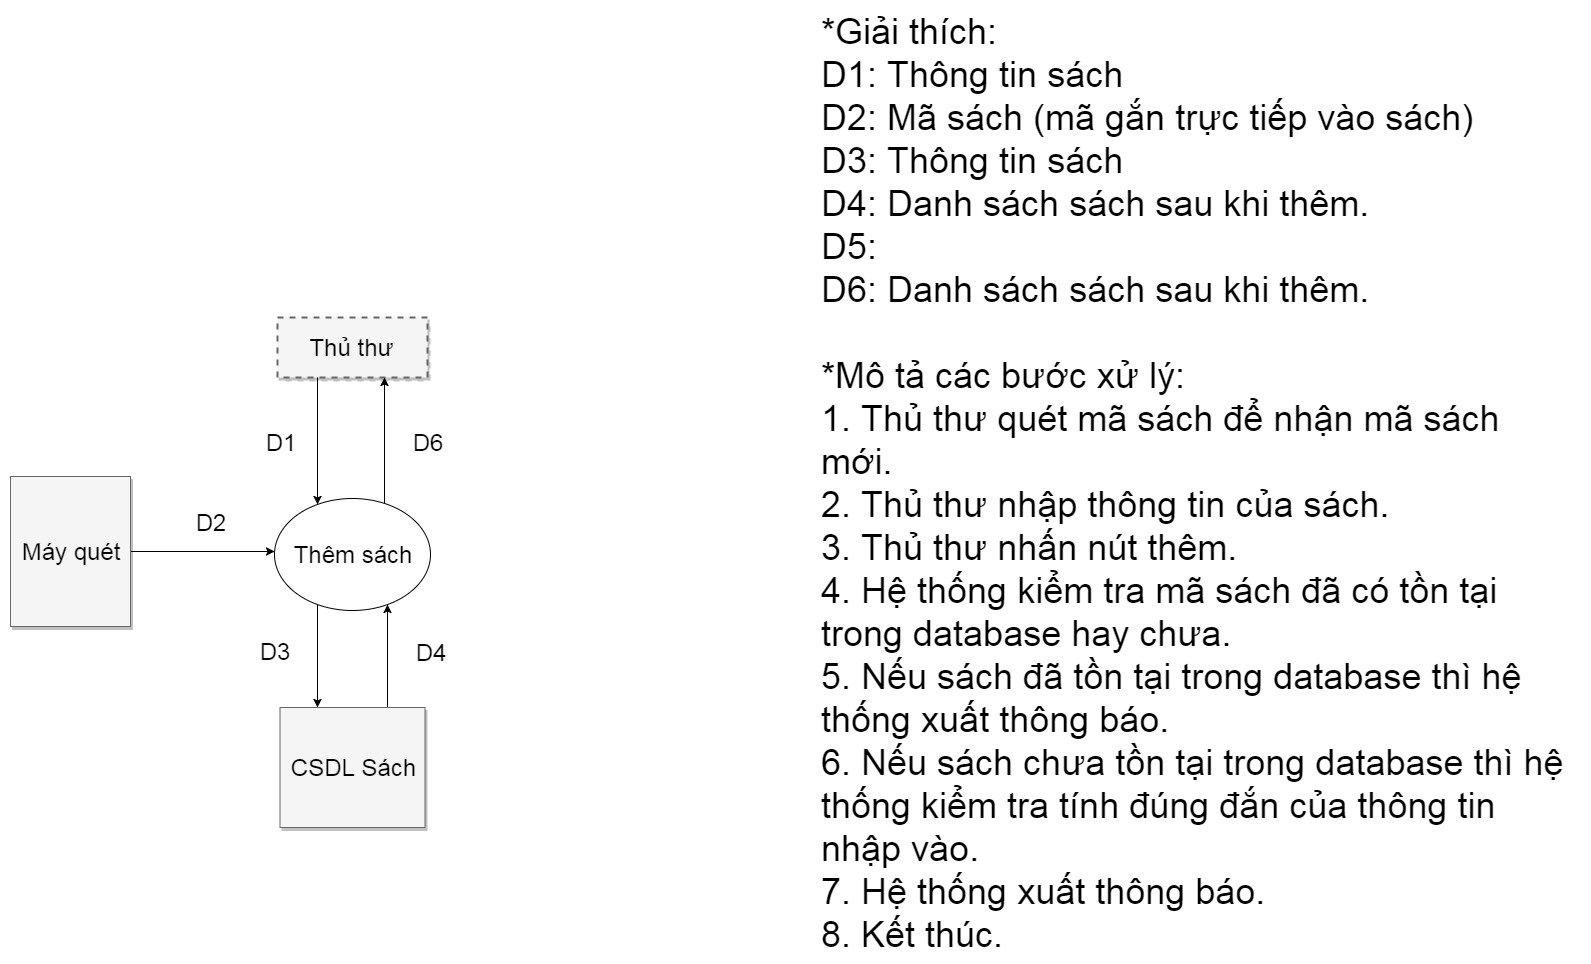 *Giải thích:
D1: Thông tin sách
D2: Mã sách (mã gắn trực tiếp vào sách)
D3: Thông tin sách
D4: Danh sách sách sau khi thêm.
D5:
D6: Danh sách sách sau khi thêm.
*Mô tả các bước xử lý:
1. Thủ thư quét mã sách để nhận mã sách
mới.
2. Thủ thư nhập thông tin của sách.
3. Thủ thư nhấn nút thêm.
4. Hệ thống kiểm tra mã sách đã có tồn tại
trong database hay chưa.
5. Nếu sách đã tồn tại trong database thì hệ
thống xuất thông báo.
6. Nếu sách chưa tồn tại trong database thì hệ
thống kiểm tra tính đúng đắn của thông tin
nhập vào.
7. Hệ thống xuất thông báo.
8. Kết thúc.
Thủ thư
D1
D6
Máy quét
D2
Thêm sách
D3
D4
CSDL Sách